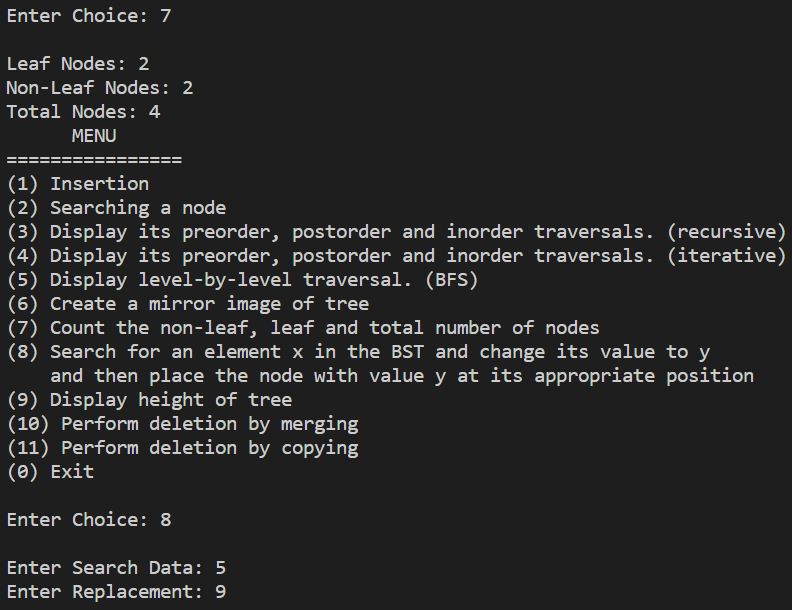 Enter Choice: 7
Leaf Nodes: 2
Non-Leaf Nodes: 2
Total Nodes: 4
MENU
================
(1) Insertion
(2) Searching a node
(3) Display its preorder, postorder and inorder traversals. (recursive)
(4) Display its preorder, postorder and inorder traversals. (iterative)
(5) Display level-by-level traversal. (BFS)
(6) Create a mirror image of tree
(7) Count the non-leaf, leaf and total number of nodes
(8) Search for an element x in the BST and change its value to y
and then place the node with value y at its appropriate position
(9) Display height of tree
(10) Perform deletion by merging
(11) Perform deletion by copying
(0) Exit
Enter Choice: 8
Enter Search Data: 5
Enter Replacement: 9